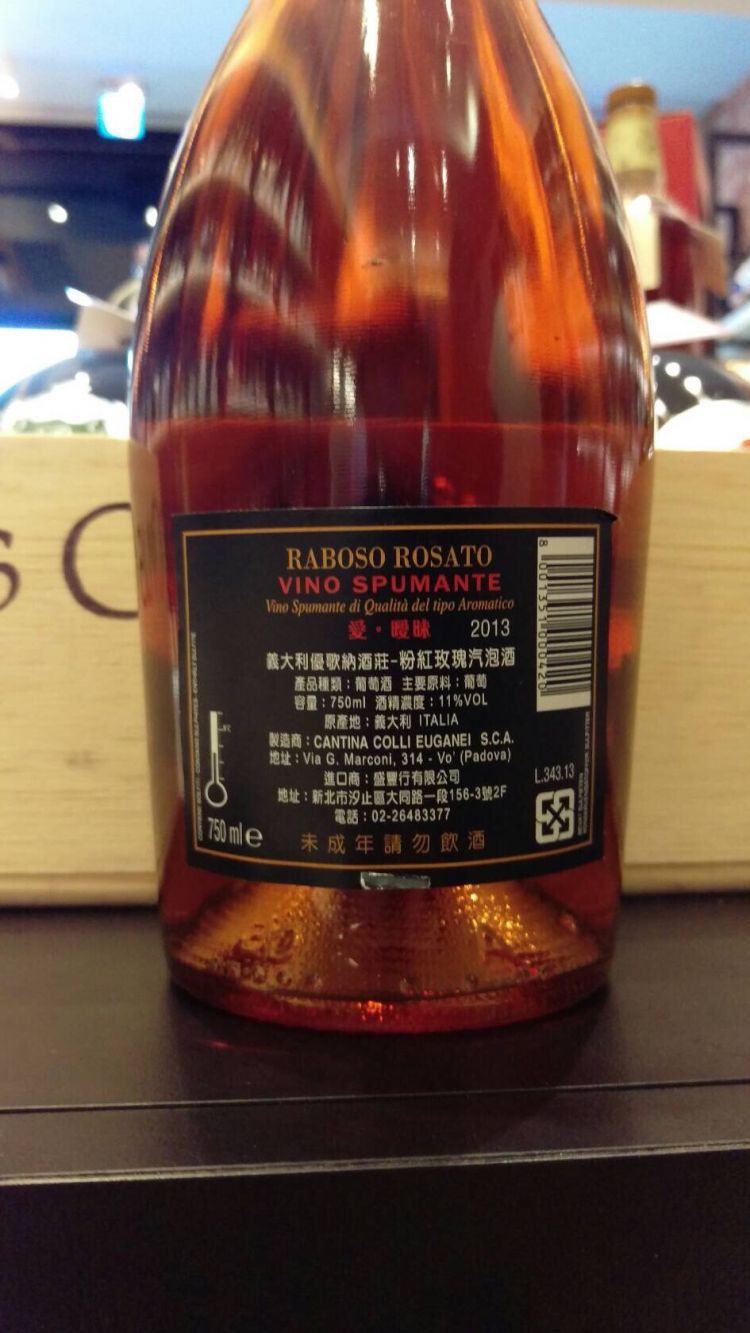 RABOSO ROSATO
VINO SPUMANTE
Vino Spumante di Qualità del tipo Aromatico
愛·曖昧 2013
義大利優歌納酒莊-粉紅玫瑰汽泡酒
產品種類：葡萄酒 主要原料：葡萄
容量：750ml 酒精濃度：11%VOL
原產地：義大利 ITALIA
製造商：CANTINA COLLI EUGANEI S.C.A.
地址：Via G. Marconi, 314 - Vo' (Padova)
進口商：盛豐行有限公司
地址：新北市汐止區大同路一段156-3號2F
電話：02-26483377
未成年請勿飲酒
750 ml e
L.343.13
8 001351 000420